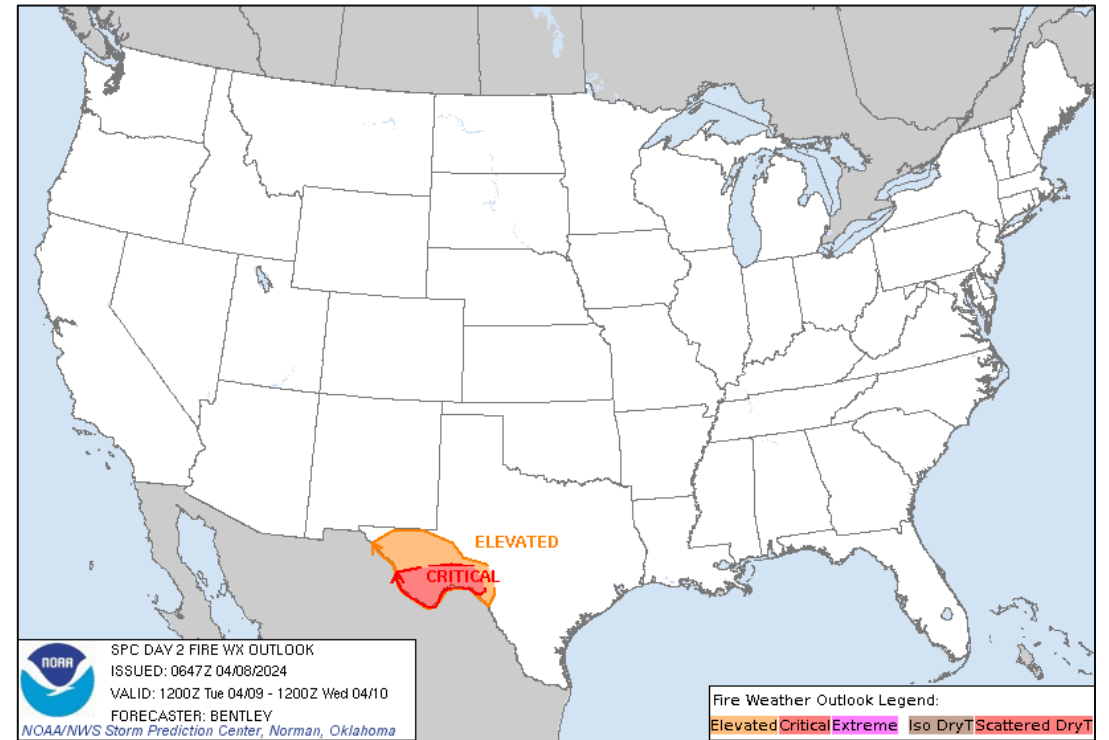 ELEVATED
CRITICAL
NOAA
SPC DAY 2 FIRE WX OUTLOOK
ISSUED: 0647Z 04/08/2024
VALID: 1200Z Tue 04/09 - 1200Z Wed 04/10
FORECASTER: BENTLEY
NOAA/NWS Storm Prediction Center, Norman, Oklahoma
Fire Weather Outlook Legend:
Elevated Critical Extreme Iso DryT Scattered DryT